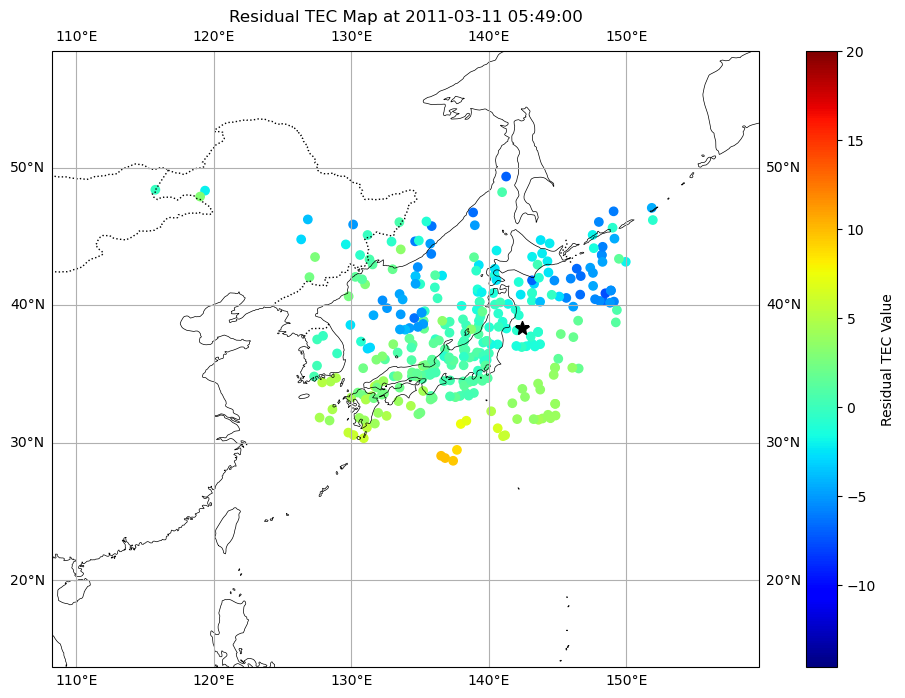 Residual TEC Map at 2011-03-11 05:49:00
110°E 120°E 130°E 140°E 150°E
20
15
50°N 50°N
10
40°N 40°N
5
0
30°N 30°N
−5
20°N 20°N
−10
110°E 120°E 130°E 140°E 150°E
Residual TEC Value